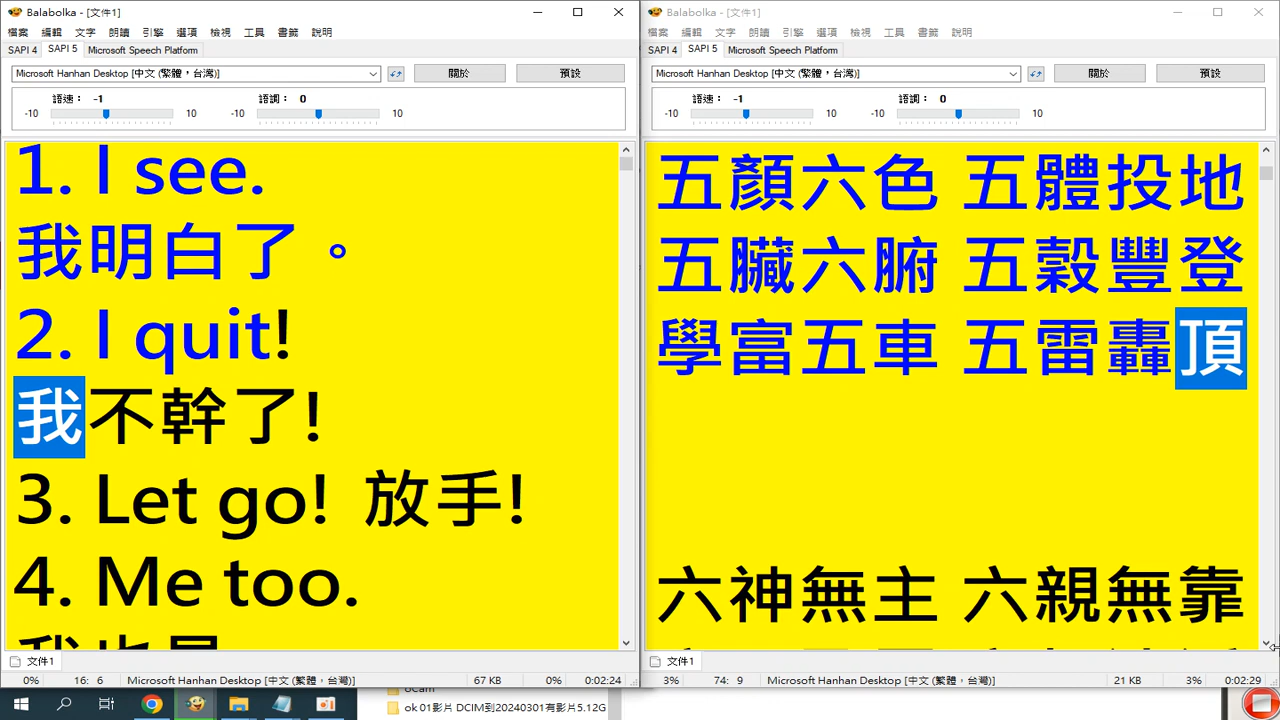 Balabolka - [文件1]
檔案 編輯 文字 朗讀 引擎 選項 檢視 工具 書籤 說明
SAPI 4 SAPI 5 Microsoft Speech Platform
Microsoft Hanhan Desktop [中文 (繁體，台灣)]
關於 預設
語速： -1 語調： 0
-10 10 -10 10
1. I see.
我明白了。
2. I quit!
我不幹了!
3. Let go! 放手!
4. Me too.
文件1
16: 6 Microsoft Hanhan Desktop [中文 (繁體，台灣)] 67 KB 0% 0:02:24
Balabolka - [文件1]
檔案 編輯 文字 朗讀 引擎 選項 檢視 工具 書籤 說明
SAPI 4 SAPI 5 Microsoft Speech Platform
Microsoft Hanhan Desktop [中文 (繁體，台灣)]
關於 預設
語速： -1 語調： 0
-10 10 -10 10
五顏六色 五體投地
五臟六腑 五穀豐登
學富五車 五雷轟頂
六神無主 六親無靠
文件1
3% 74: 9 Microsoft Hanhan Desktop [中文 (繁體，台灣)] 21 KB 3% 0:02:29
ok 01影片 DCIM到20240301有影片5.12G